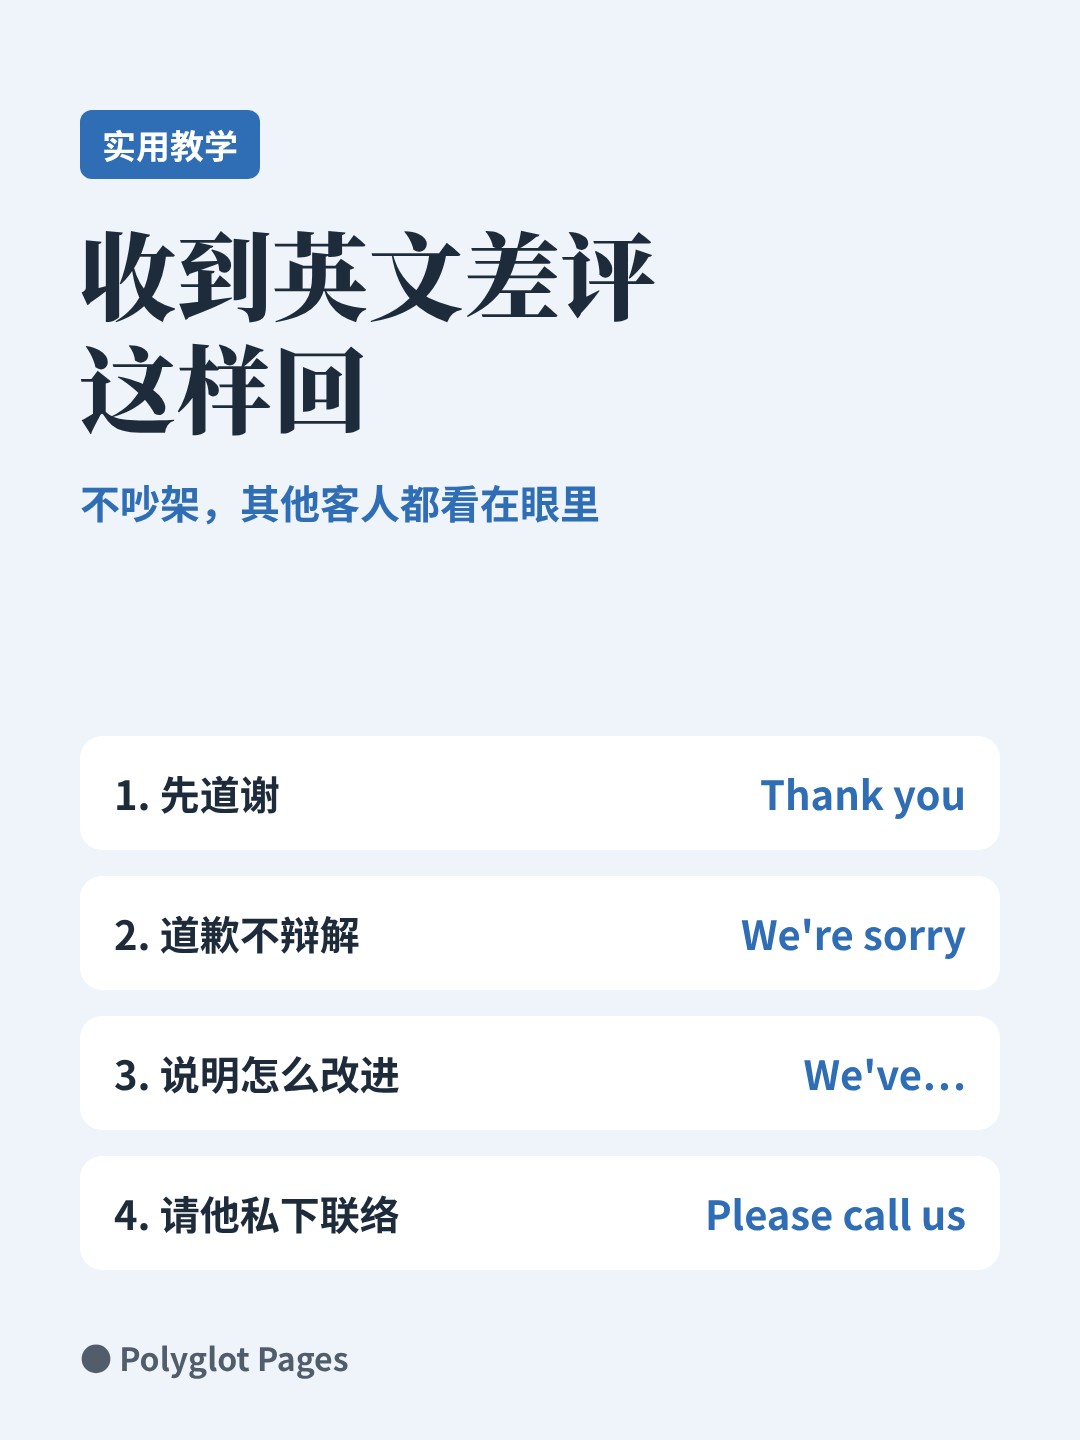 实用教学
收到英文差评
这样回
不吵架，其他客人都看在眼里
1. 先道谢 Thank you
2. 道歉不辩解 We're sorry
3. 说明怎么改进 We've…
4. 请他私下联络 Please call us
Polyglot Pages